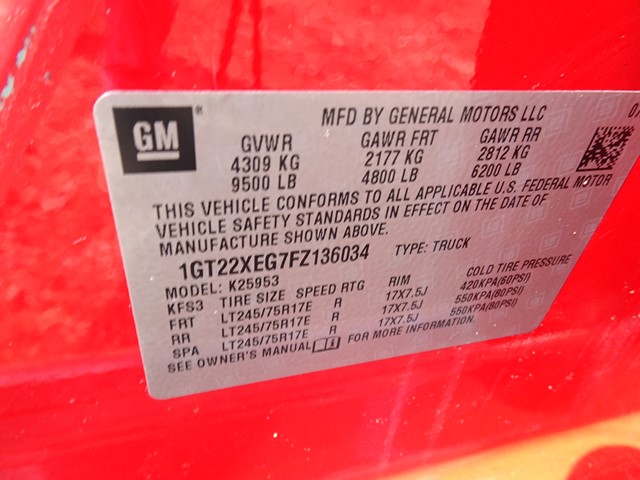 GM
MFD BY GENERAL MOTORS LLC 07
GVWR GAWR FRT GAWR RR
4309 KG 2177 KG 2812 KG
9500 LB 4800 LB 6200 LB
THIS VEHICLE CONFORMS TO ALL APPLICABLE U.S. FEDERAL MOTOR
VEHICLE SAFETY STANDARDS IN EFFECT ON THE DATE OF
MANUFACTURE SHOWN ABOVE.
1GT22XEG7FZ136034 TYPE: TRUCK
MODEL: K25953
KFS3 TIRE SIZE SPEED RTG RIM COLD TIRE PRESSURE
FRT LT245/75R17E R 17X7.5J 420KPA(60PSI)
RR LT245/75R17E R 17X7.5J 550KPA(80PSI)
SPA LT245/75R17E R 17X7.5J 550KPA(80PSI)
SEE OWNER'S MANUAL FOR MORE INFORMATION.